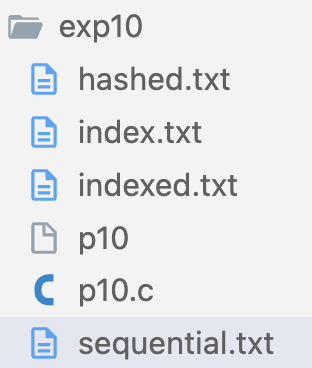 exp10
hashed.txt
index.txt
indexed.txt
p10
p10.c
sequential.txt